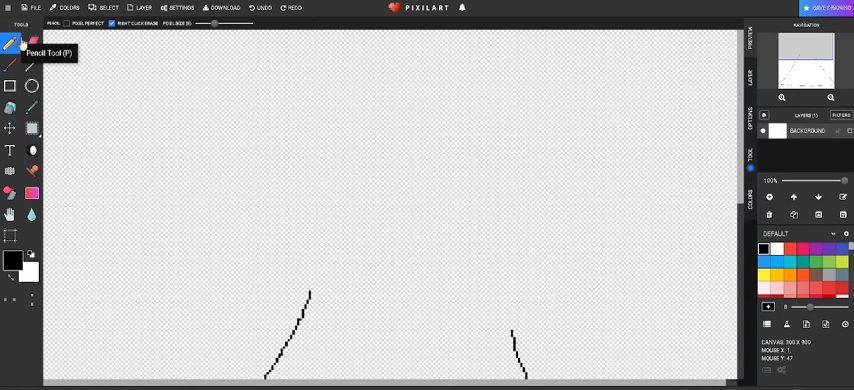 FILE COLORS SELECT LAYER SETTINGS DOWNLOAD UNDO REDO PIXILART SAVE DRAWING
TOOLS PENCIL: PIXEL PERFECT RIGHT CLICK ERASE PIXEL SIZE (1) NAVIGATION
Pencil Tool (P)
PREVIEW
LAYER
OPTIONS
TOOL
COLORS
LAYERS (1) FILTERS
BACKGROUND
100%
DEFAULT
CANVAS: 300 X 300
MOUSE X: 1,
MOUSE Y: 47